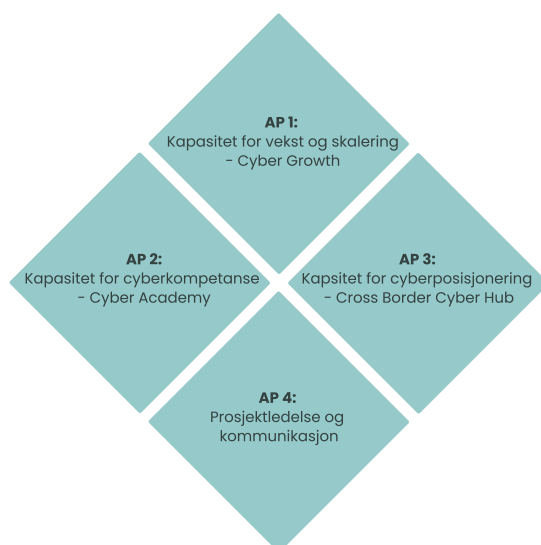 AP 1:
Kapasitet for vekst og skalering
- Cyber Growth
AP 2:
Kapasitet for cyberkompetanse
- Cyber Academy
AP 3:
Kapsitet for cyberposisjonering
- Cross Border Cyber Hub
AP 4:
Prosjektledelse og
kommunikasjon